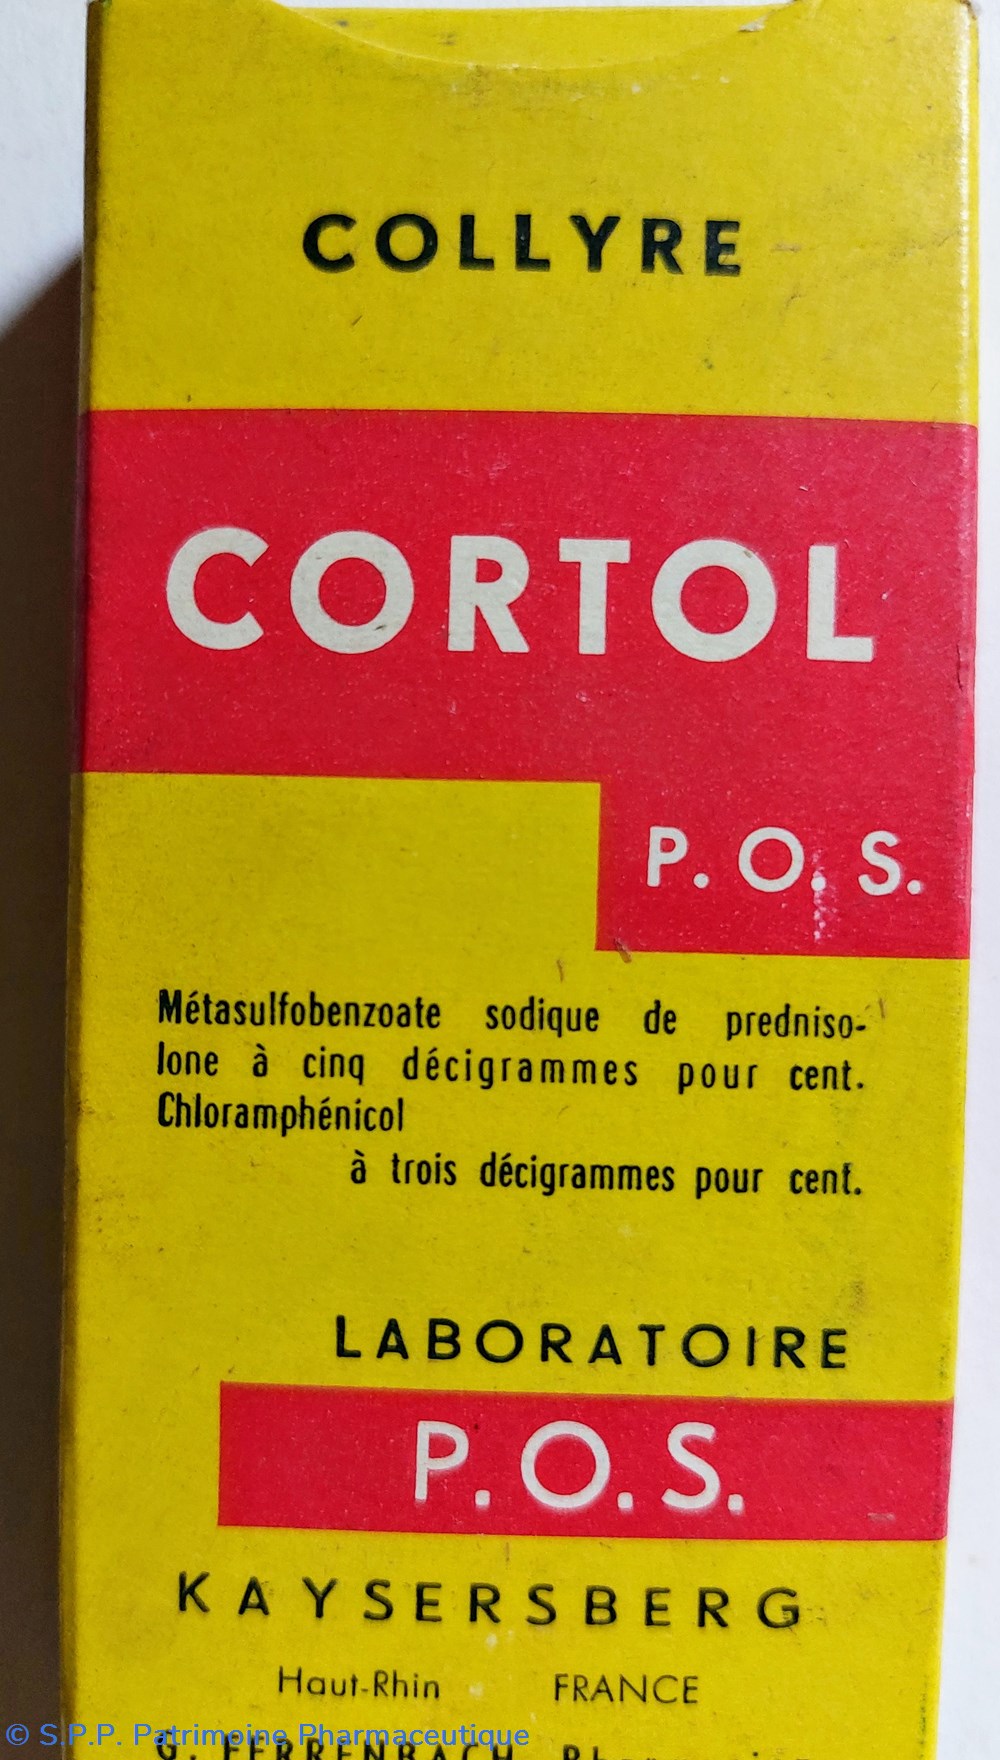 COLLYRE
CORTOL
P. O. S.
Métasulfobenzoate sodique de predniso-
lone à cinq décigrammes pour cent.
Chloramphénicol
à trois décigrammes pour cent.
LABORATOIRE
P.O.S.
KAYSERSBERG
Haut-Rhin FRANCE
© S.P.P. Patrimoine Pharmaceutique
G. FERRENBACH